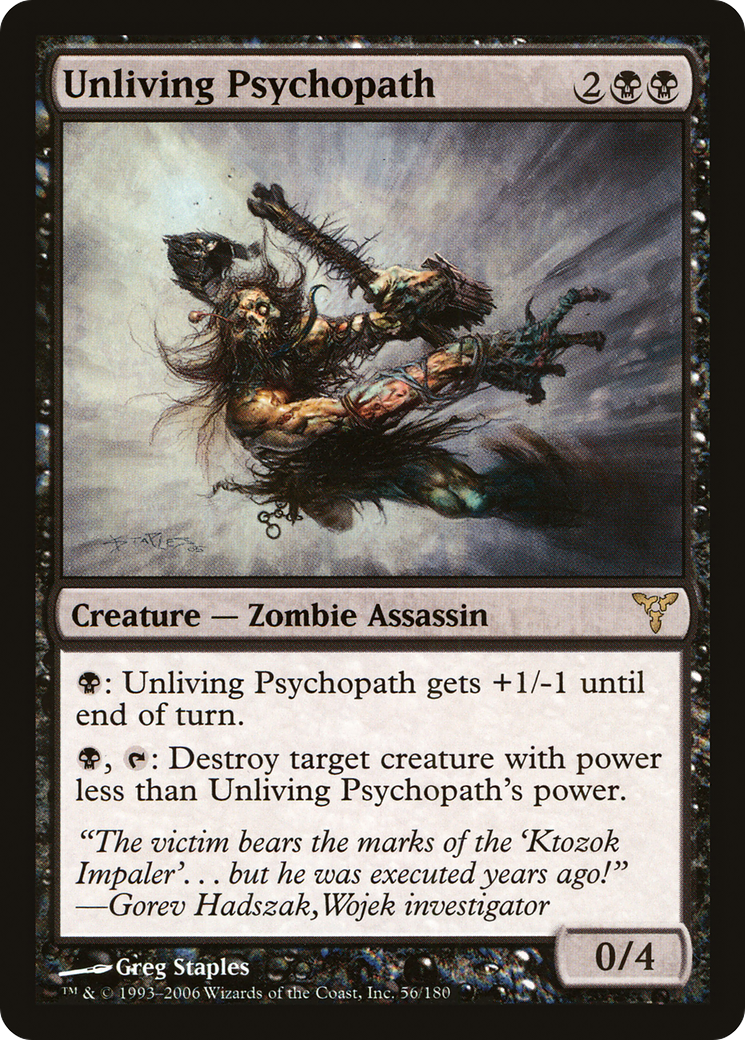 Unliving Psychopath 2
STAPLES 05
Creature — Zombie Assassin
: Unliving Psychopath gets +1/-1 until
end of turn.
, : Destroy target creature with power
less than Unliving Psychopath's power.
“The victim bears the marks of the ‘Ktozok
Impaler’. . . but he was executed years ago!”
—Gorev Hadszak, Wojek investigator
0/4
Greg Staples
™ & © 1993–2006 Wizards of the Coast, Inc. 56/180